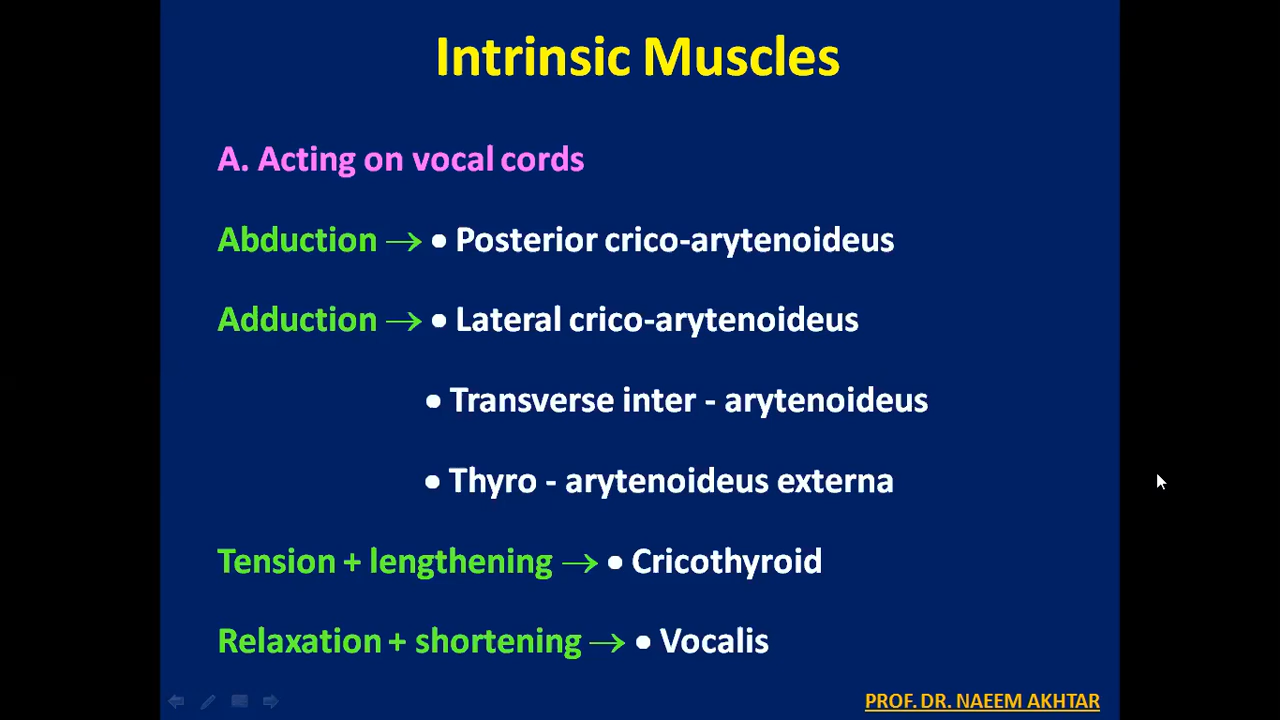 Intrinsic Muscles
A. Acting on vocal cords
Abduction → • Posterior crico-arytenoideus
Adduction → • Lateral crico-arytenoideus
• Transverse inter - arytenoideus
• Thyro - arytenoideus externa
Tension + lengthening → • Cricothyroid
Relaxation + shortening → • Vocalis
PROF. DR. NAEEM AKHTAR